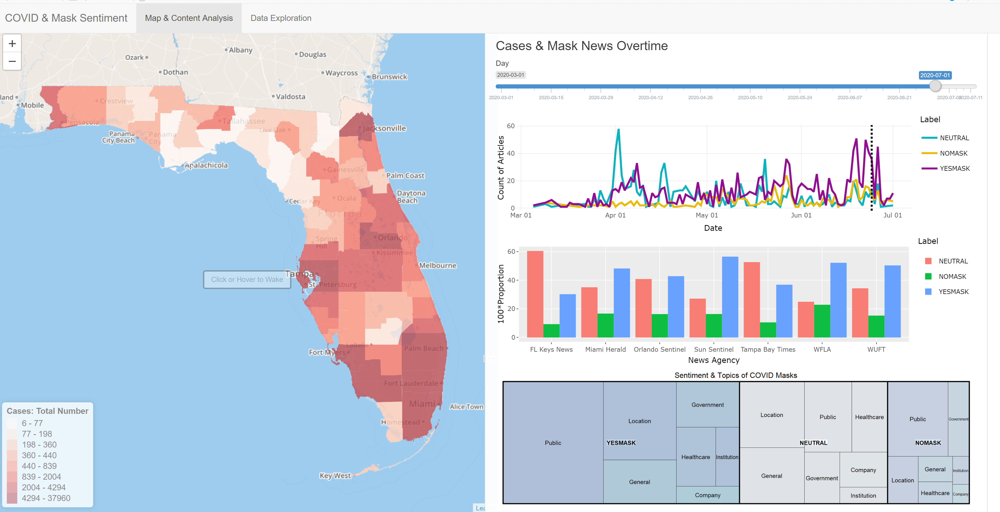 COVID & Mask Sentiment
Map & Content Analysis
Data Exploration
+
−
Albany
Ozark
Douglas
Dothan
Waycross
Brunswick
Valdosta
land
Mobile
Crestview
Pensacola
Tallahassee
Live Oak
Jacksonville
Panama
City Beach
Panama
City
Apalachicola
Gainesville
Palm Coast
Daytona
Beach
Cedar Key
Ocala
Florida
Spring
Hill
Orlando
Kissimmee
Melbourne
Click or Hover to Wake
Tampa
St. Petersburg
LaBelle
Palm Beach
Fort Myers
Fort Lauderdale
Miami
Alice Town
Homestead
Key West
Cases: Total Number
6 - 77
77 - 198
198 - 360
360 - 440
440 - 839
839 - 2004
2004 - 4294
4294 - 37960
Lea
Cases & Mask News Overtime
Day
2020-03-01
2020-07-01
2020-03-01 2020-03-15 2020-03-29 2020-04-12 2020-04-26 2020-05-10 2020-05-24 2020-06-07 2020-06-21 2020-07-05 2020-07-11
Label
NEUTRAL
NOMASK
YESMASK
Count of Articles
60
40
20
0
Mar 01 Apr 01 May 01 Jun 01 Jul 01
Date
Label
NEUTRAL
NOMASK
YESMASK
100*Proportion
60
40
20
0
FL Keys News Miami Herald Orlando Sentinel Sun Sentinel Tampa Bay Times WFLA WUFT
News Agency
Sentiment & Topics of COVID Masks
Public
Location
YESMASK
General
Government
Healthcare
Institution
Company
Location
Public
Healthcare
NEUTRAL
General
Government
Company
Institution
Public
Government
NOMASK
Location
General
Institution
Healthcare
Company